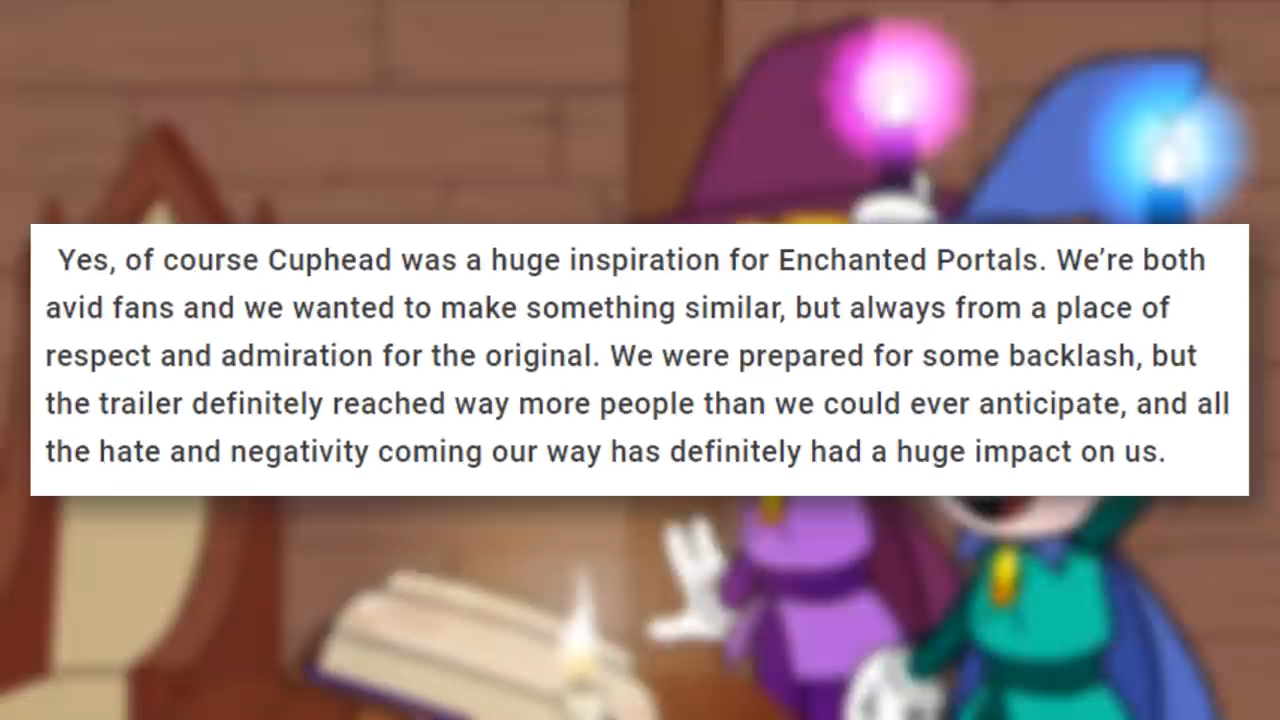 Yes, of course Cuphead was a huge inspiration for Enchanted Portals. We’re both
avid fans and we wanted to make something similar, but always from a place of
respect and admiration for the original. We were prepared for some backlash, but
the trailer definitely reached way more people than we could ever anticipate, and all
the hate and negativity coming our way has definitely had a huge impact on us.